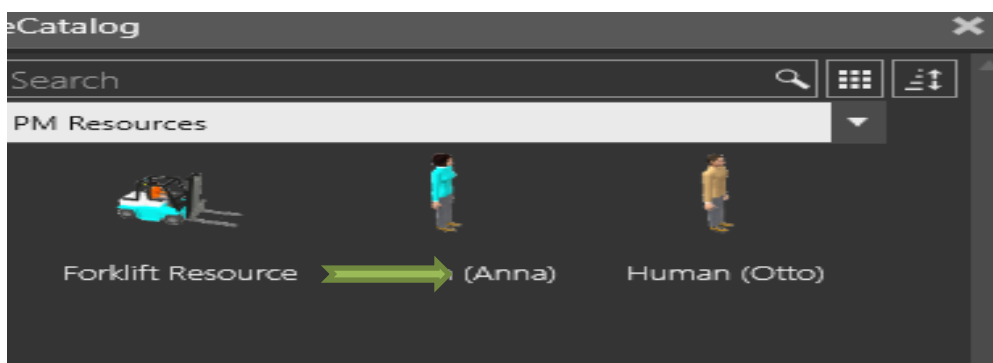 eCatalog
Search
PM Resources
Forklift Resource (Anna) Human (Otto)